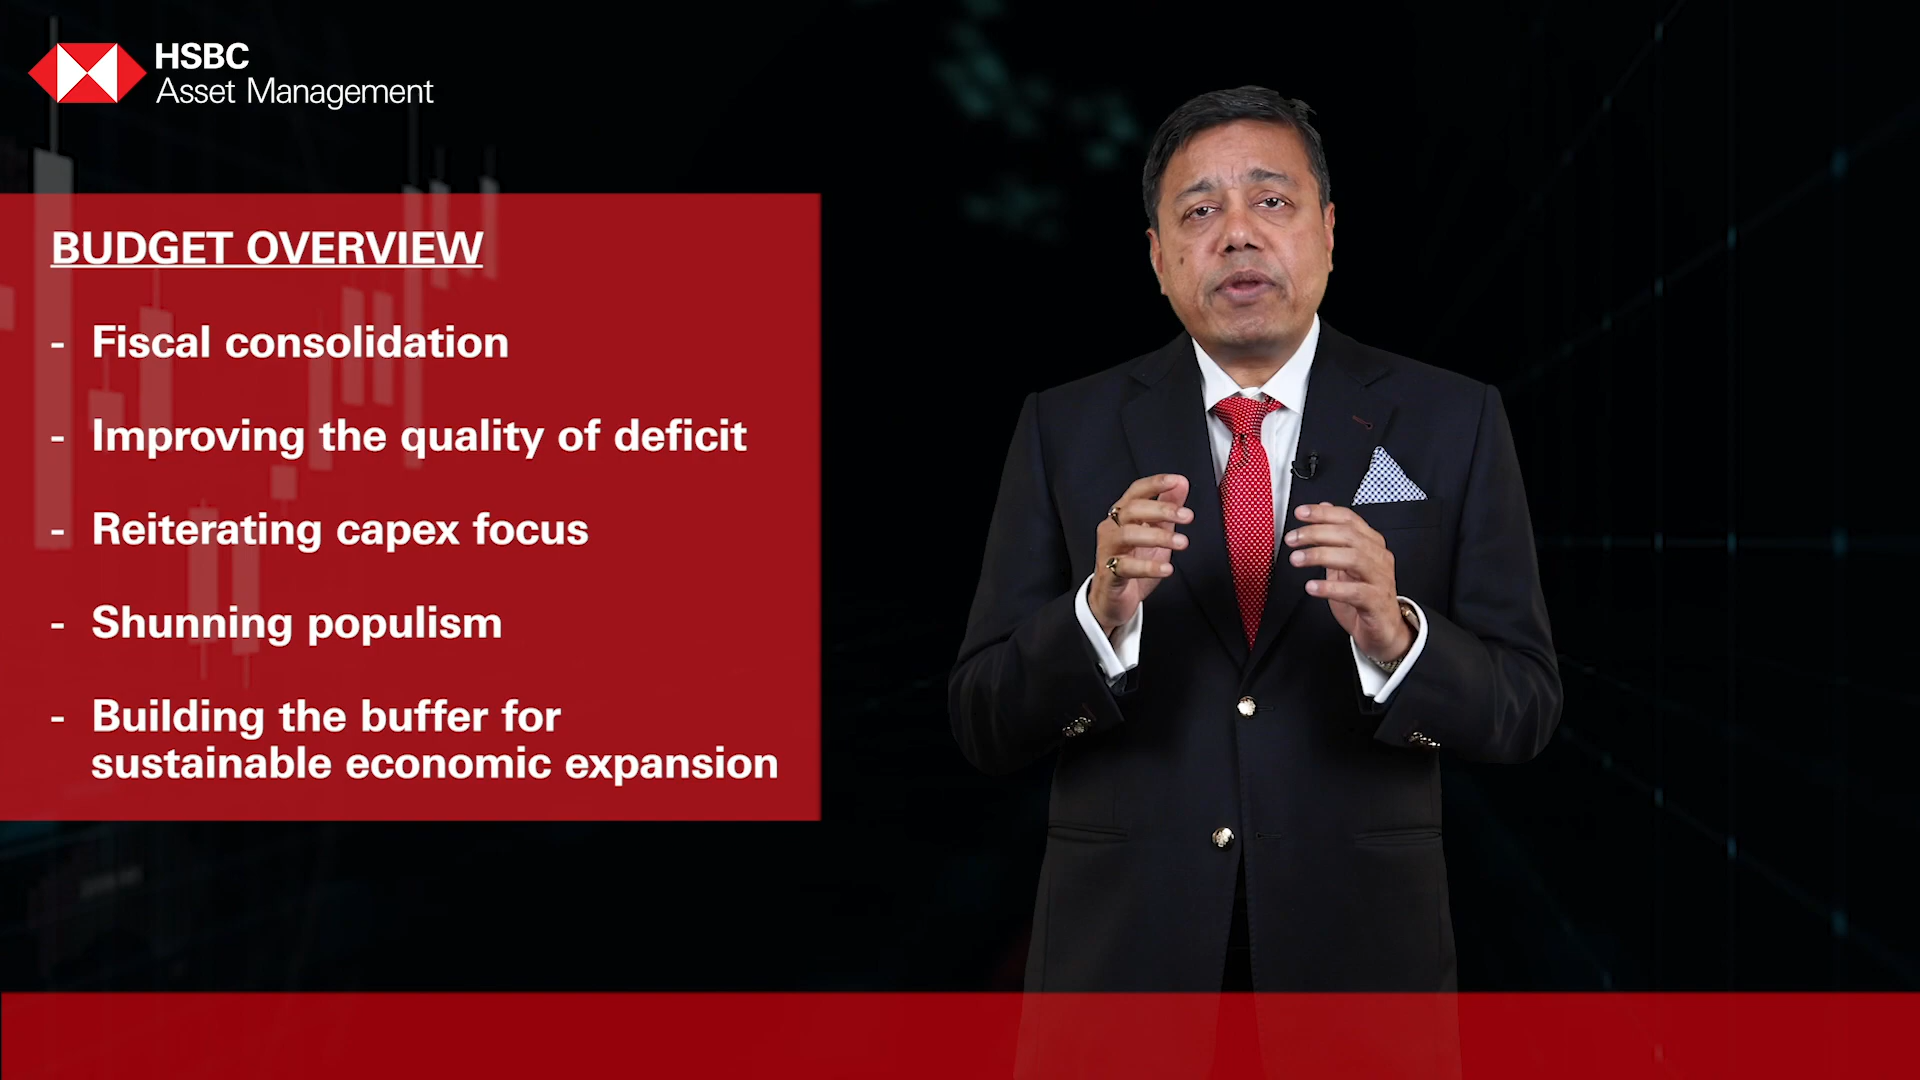 HSBC
Asset Management
BUDGET OVERVIEW
- Fiscal consolidation
- Improving the quality of deficit
- Reiterating capex focus
- Shunning populism
- Building the buffer for
sustainable economic expansion